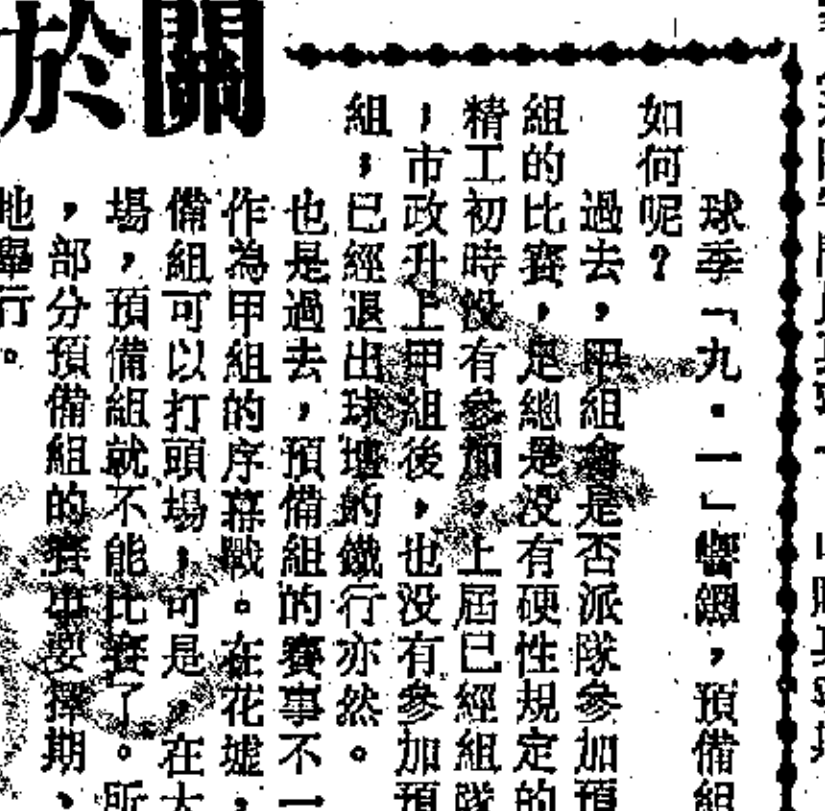 關於
球季「九·一」響鑼，預備組
如何呢？
過去，甲組會是否派隊參加預
組的比賽，是總是没有硬性規定的
精工初時没有參加，上屆已經組隊
，市政升上甲組後，也没有參加預
組；已經退出球壇的鐵行亦然。
也是過去，預備組的賽事不一
作為甲組的序幕戰。在花墟，
備組可以打頭場，可是，在大
場，預備組就不能比賽了。所
，部分預備組的賽事要擇期、
地舉行。